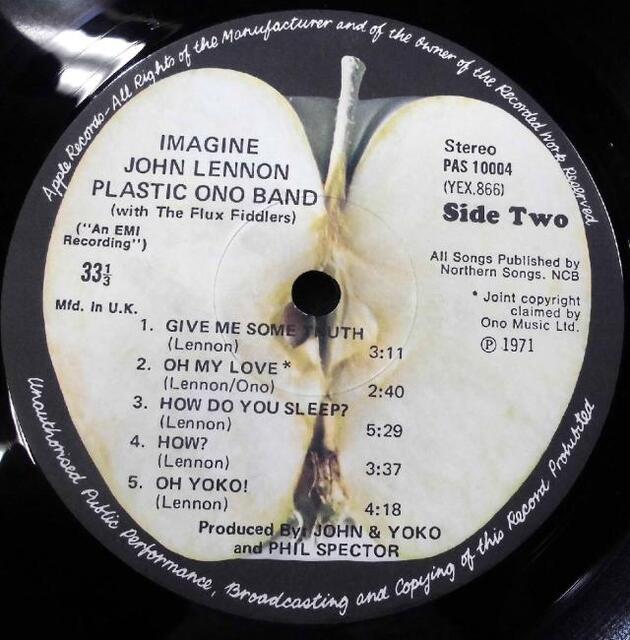 Apple Records-All Rights of the Manufacturer and of the Owner of the Recorded Work Reserved
IMAGINE
JOHN LENNON
PLASTIC ONO BAND
(with The Flux Fiddlers)
("An EMI
Recording")
33⅓
Mfd. in U.K.
Stereo
PAS 10004
(YEX.866)
Side Two
All Songs Published by
Northern Songs. NCB
* Joint copyright
claimed by
Ono Music Ltd.
Ⓟ 1971
1. GIVE ME SOME TRUTH
(Lennon) 3:11
2. OH MY LOVE *
(Lennon/Ono) 2:40
3. HOW DO YOU SLEEP?
(Lennon) 5:29
4. HOW?
(Lennon) 3:37
5. OH YOKO!
(Lennon) 4:18
Produced By: JOHN & YOKO
and PHIL SPECTOR
Unauthorised Public Performance, Broadcasting and Copying of this Record Prohibited